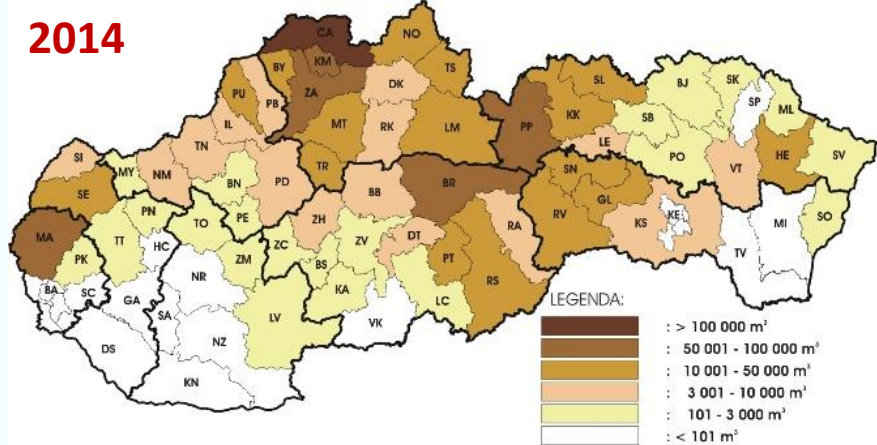 2014
CA
NO
KM
BY
TS
SL
BJ
SK
PU
PB
ZA
DK
SP
ML
KK
SB
IL
MT
RK
LM
PP
LE
PO
VT
HE
SV
SI
TN
MY
NM
TR
SN
BN
PD
BB
BR
SE
GL
PE
ZH
RA
RV
KS
KE
MI
SO
PN
TO
MA
TT
HC
ZC
ZV
DT
TV
PK
ZM
BS
PT
NR
RS
BA
SC
KA
LC
GA
LV
VK
SA
NZ
DS
KN
LEGENDA:
: > 100 000 m³
: 50 001 - 100 000 m³
: 10 001 - 50 000 m³
: 3 001 - 10 000 m³
: 101 - 3 000 m³
: < 101 m³